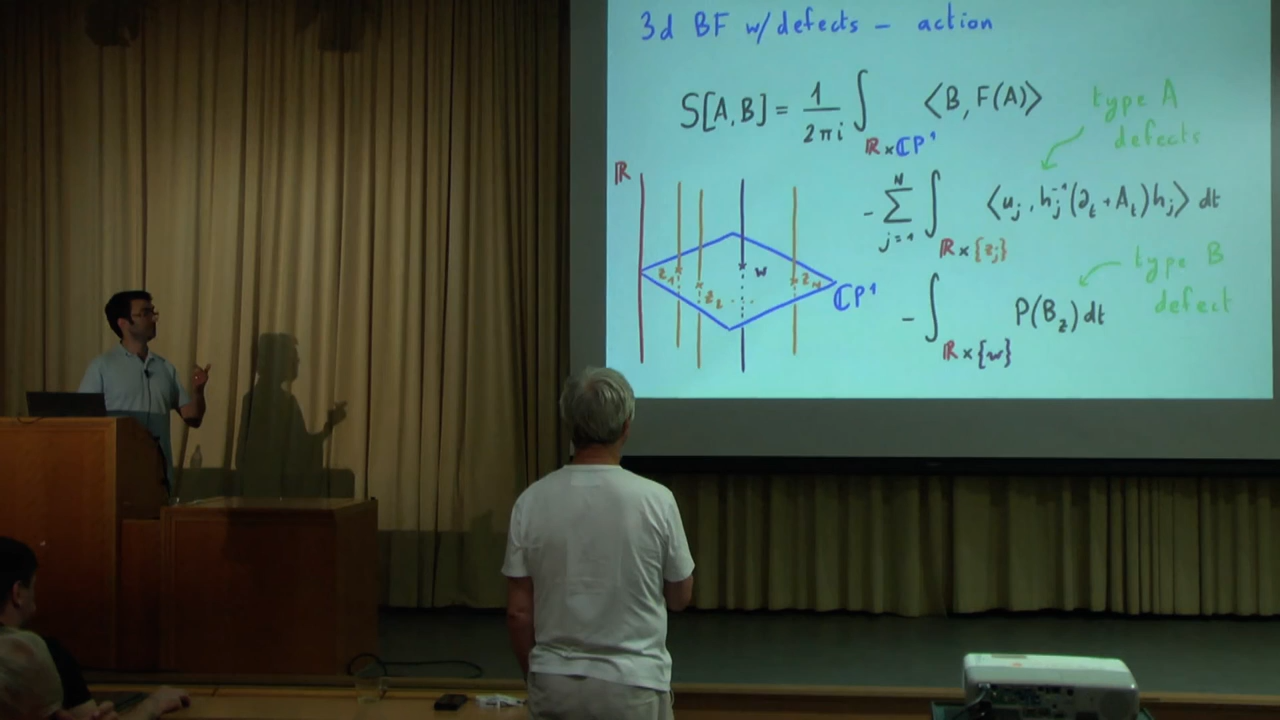 3d BF w/ defects – action
S[A,B] = 1/2πi ∫_{ℝ×ℂP¹} ⟨B, F(A)⟩
type A
defects
- ∑_{j=1}^{N} ∫_{ℝ×{z_j}} ⟨u_j, h_j^{-1}(∂_t + A_t)h_j⟩ dt
type B
defect
- ∫_{ℝ×{w}} P(B_z) dt
ℝ
z_1
z_2 ...
w
z_N
ℂP¹